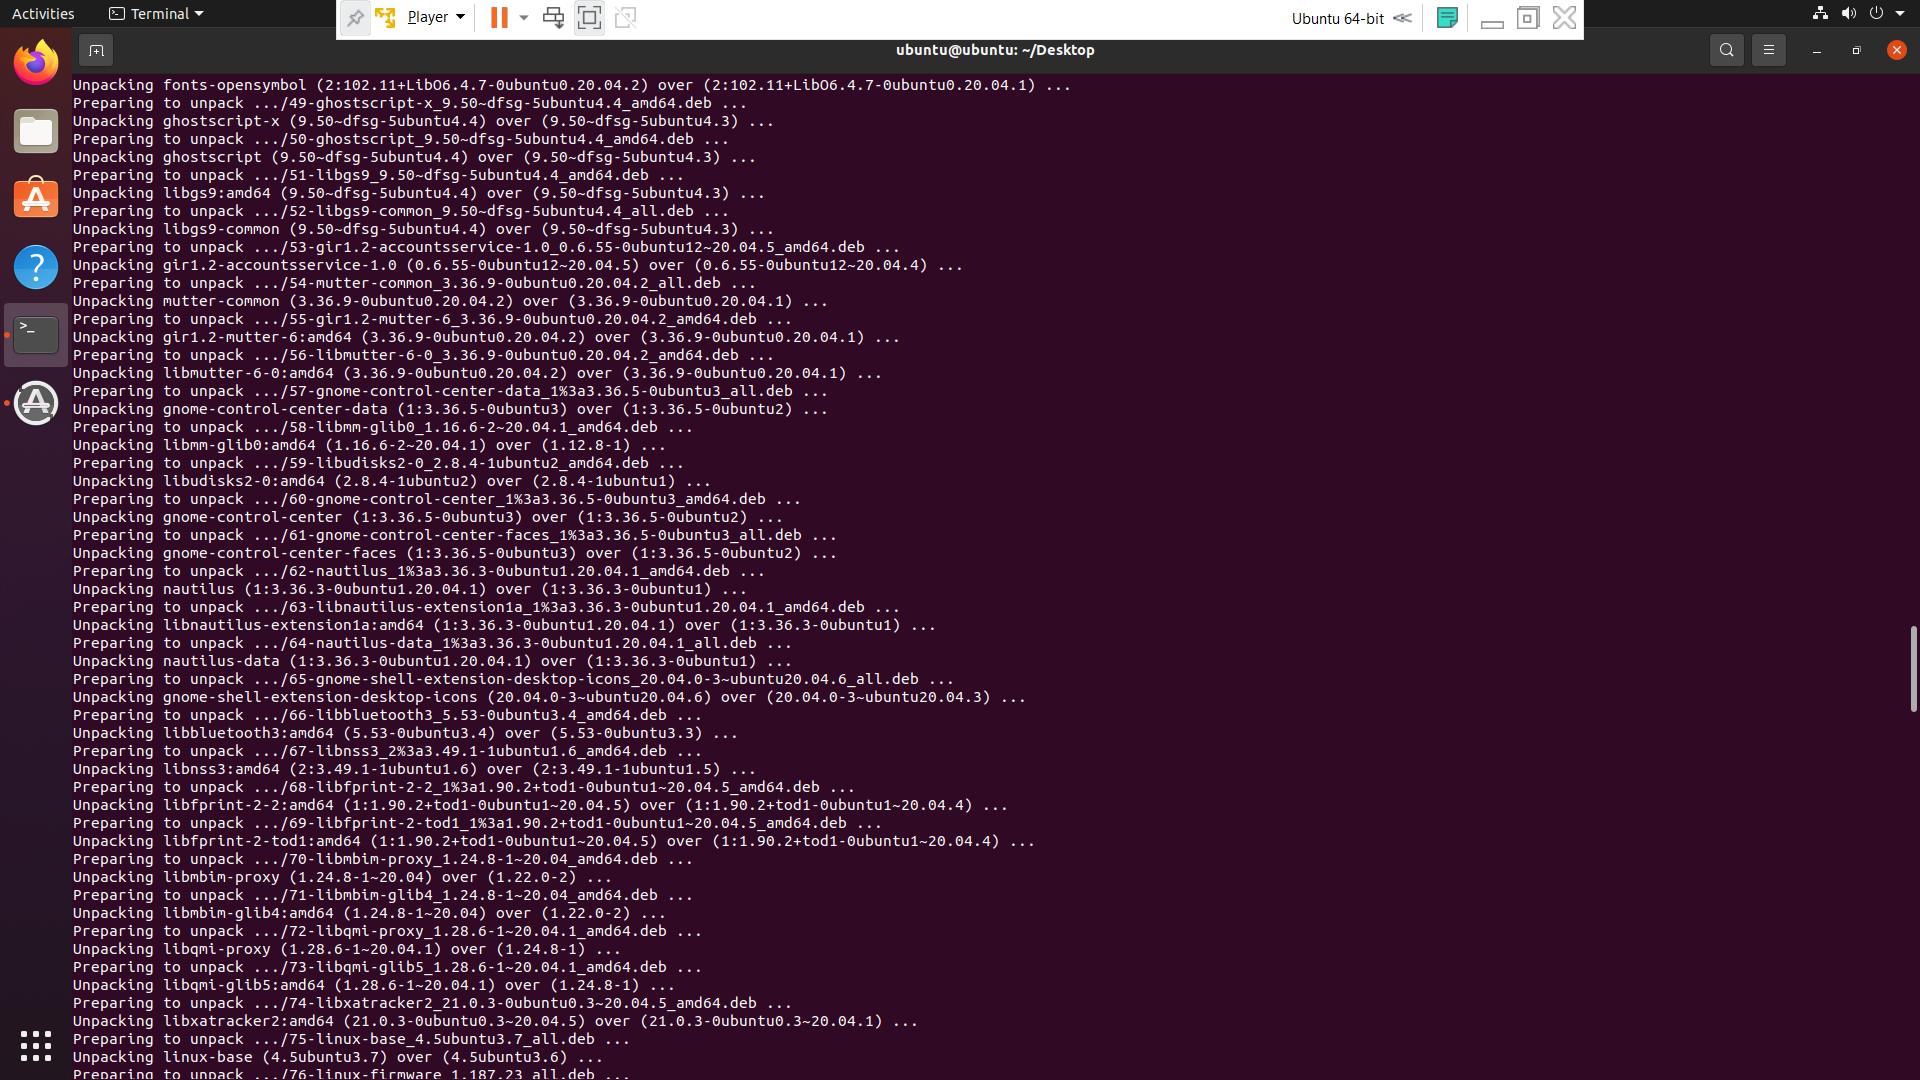 Activities
Terminal
Player
Ubuntu 64-bit
ubuntu@ubuntu: ~/Desktop
Unpacking fonts-opensymbol (2:102.11+LibO6.4.7-0ubuntu0.20.04.2) over (2:102.11+LibO6.4.7-0ubuntu0.20.04.1) ...
Preparing to unpack .../49-ghostscript-x_9.50~dfsg-5ubuntu4.4_amd64.deb ...
Unpacking ghostscript-x (9.50~dfsg-5ubuntu4.4) over (9.50~dfsg-5ubuntu4.3) ...
Preparing to unpack .../50-ghostscript_9.50~dfsg-5ubuntu4.4_amd64.deb ...
Unpacking ghostscript (9.50~dfsg-5ubuntu4.4) over (9.50~dfsg-5ubuntu4.3) ...
Preparing to unpack .../51-libgs9_9.50~dfsg-5ubuntu4.4_amd64.deb ...
Unpacking libgs9:amd64 (9.50~dfsg-5ubuntu4.4) over (9.50~dfsg-5ubuntu4.3) ...
Preparing to unpack .../52-libgs9-common_9.50~dfsg-5ubuntu4.4_all.deb ...
Unpacking libgs9-common (9.50~dfsg-5ubuntu4.4) over (9.50~dfsg-5ubuntu4.3) ...
Preparing to unpack .../53-gir1.2-accountsservice-1.0_0.6.55-0ubuntu12~20.04.5_amd64.deb ...
Unpacking gir1.2-accountsservice-1.0 (0.6.55-0ubuntu12~20.04.5) over (0.6.55-0ubuntu12~20.04.4) ...
Preparing to unpack .../54-mutter-common_3.36.9-0ubuntu0.20.04.2_all.deb ...
Unpacking mutter-common (3.36.9-0ubuntu0.20.04.2) over (3.36.9-0ubuntu0.20.04.1) ...
Preparing to unpack .../55-gir1.2-mutter-6_3.36.9-0ubuntu0.20.04.2_amd64.deb ...
Unpacking gir1.2-mutter-6:amd64 (3.36.9-0ubuntu0.20.04.2) over (3.36.9-0ubuntu0.20.04.1) ...
Preparing to unpack .../56-libmutter-6-0_3.36.9-0ubuntu0.20.04.2_amd64.deb ...
Unpacking libmutter-6-0:amd64 (3.36.9-0ubuntu0.20.04.2) over (3.36.9-0ubuntu0.20.04.1) ...
Preparing to unpack .../57-gnome-control-center-data_1%3a3.36.5-0ubuntu3_all.deb ...
Unpacking gnome-control-center-data (1:3.36.5-0ubuntu3) over (1:3.36.5-0ubuntu2) ...
Preparing to unpack .../58-libmm-glib0_1.16.6-2~20.04.1_amd64.deb ...
Unpacking libmm-glib0:amd64 (1.16.6-2~20.04.1) over (1.12.8-1) ...
Preparing to unpack .../59-libudisks2-0_2.8.4-1ubuntu2_amd64.deb ...
Unpacking libudisks2-0:amd64 (2.8.4-1ubuntu2) over (2.8.4-1ubuntu1) ...
Preparing to unpack .../60-gnome-control-center_1%3a3.36.5-0ubuntu3_amd64.deb ...
Unpacking gnome-control-center (1:3.36.5-0ubuntu3) over (1:3.36.5-0ubuntu2) ...
Preparing to unpack .../61-gnome-control-center-faces_1%3a3.36.5-0ubuntu3_all.deb ...
Unpacking gnome-control-center-faces (1:3.36.5-0ubuntu3) over (1:3.36.5-0ubuntu2) ...
Preparing to unpack .../62-nautilus_1%3a3.36.3-0ubuntu1.20.04.1_amd64.deb ...
Unpacking nautilus (1:3.36.3-0ubuntu1.20.04.1) over (1:3.36.3-0ubuntu1) ...
Preparing to unpack .../63-libnautilus-extension1a_1%3a3.36.3-0ubuntu1.20.04.1_amd64.deb ...
Unpacking libnautilus-extension1a:amd64 (1:3.36.3-0ubuntu1.20.04.1) over (1:3.36.3-0ubuntu1) ...
Preparing to unpack .../64-nautilus-data_1%3a3.36.3-0ubuntu1.20.04.1_all.deb ...
Unpacking nautilus-data (1:3.36.3-0ubuntu1.20.04.1) over (1:3.36.3-0ubuntu1) ...
Preparing to unpack .../65-gnome-shell-extension-desktop-icons_20.04.0-3~ubuntu20.04.6_all.deb ...
Unpacking gnome-shell-extension-desktop-icons (20.04.0-3~ubuntu20.04.6) over (20.04.0-3~ubuntu20.04.3) ...
Preparing to unpack .../66-libbluetooth3_5.53-0ubuntu3.4_amd64.deb ...
Unpacking libbluetooth3:amd64 (5.53-0ubuntu3.4) over (5.53-0ubuntu3.3) ...
Preparing to unpack .../67-libnss3_2%3a3.49.1-1ubuntu1.6_amd64.deb ...
Unpacking libnss3:amd64 (2:3.49.1-1ubuntu1.6) over (2:3.49.1-1ubuntu1.5) ...
Preparing to unpack .../68-libfprint-2-2_1%3a1.90.2+tod1-0ubuntu1~20.04.5_amd64.deb ...
Unpacking libfprint-2-2:amd64 (1:1.90.2+tod1-0ubuntu1~20.04.5) over (1:1.90.2+tod1-0ubuntu1~20.04.4) ...
Preparing to unpack .../69-libfprint-2-tod1_1%3a1.90.2+tod1-0ubuntu1~20.04.5_amd64.deb ...
Unpacking libfprint-2-tod1:amd64 (1:1.90.2+tod1-0ubuntu1~20.04.5) over (1:1.90.2+tod1-0ubuntu1~20.04.4) ...
Preparing to unpack .../70-libmbim-proxy_1.24.8-1~20.04_amd64.deb ...
Unpacking libmbim-proxy (1.24.8-1~20.04) over (1.22.0-2) ...
Preparing to unpack .../71-libmbim-glib4_1.24.8-1~20.04_amd64.deb ...
Unpacking libmbim-glib4:amd64 (1.24.8-1~20.04) over (1.22.0-2) ...
Preparing to unpack .../72-libqmi-proxy_1.28.6-1~20.04.1_amd64.deb ...
Unpacking libqmi-proxy (1.28.6-1~20.04.1) over (1.24.8-1) ...
Preparing to unpack .../73-libqmi-glib5_1.28.6-1~20.04.1_amd64.deb ...
Unpacking libqmi-glib5:amd64 (1.28.6-1~20.04.1) over (1.24.8-1) ...
Preparing to unpack .../74-libxatracker2_21.0.3-0ubuntu0.3~20.04.5_amd64.deb ...
Unpacking libxatracker2:amd64 (21.0.3-0ubuntu0.3~20.04.5) over (21.0.3-0ubuntu0.3~20.04.1) ...
Preparing to unpack .../75-linux-base_4.5ubuntu3.7_all.deb ...
Unpacking linux-base (4.5ubuntu3.7) over (4.5ubuntu3.6) ...
Preparing to unpack .../76-linux-firmware_1.187.23_all.deb ...